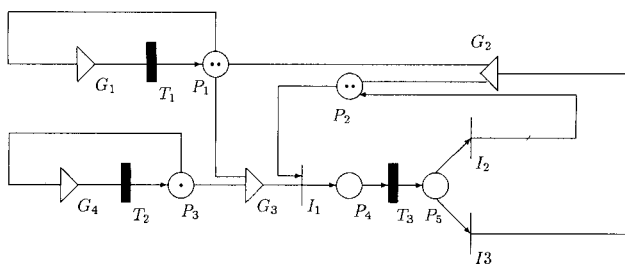 G₂
G₁
T₁
P₁
P₂
I₂
G₄
T₂
P₃
G₃
I₁
P₄
T₃
P₅
I3